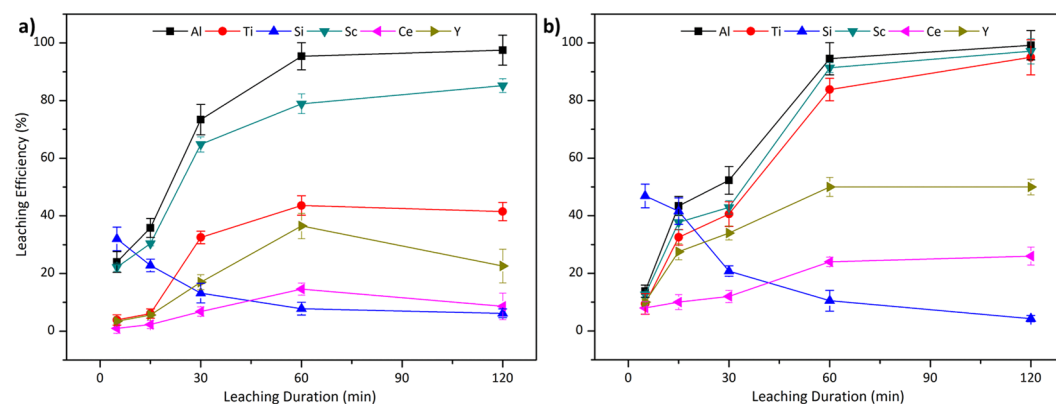 a)
Al Ti Si Sc Ce Y
100
80
60
40
20
0
Leaching Efficiency (%)
0 30 60 90 120
Leaching Duration (min)
b)
Al Ti Si Sc Ce Y
100
80
60
40
20
0
0 30 60 90 120
Leaching Duration (min)